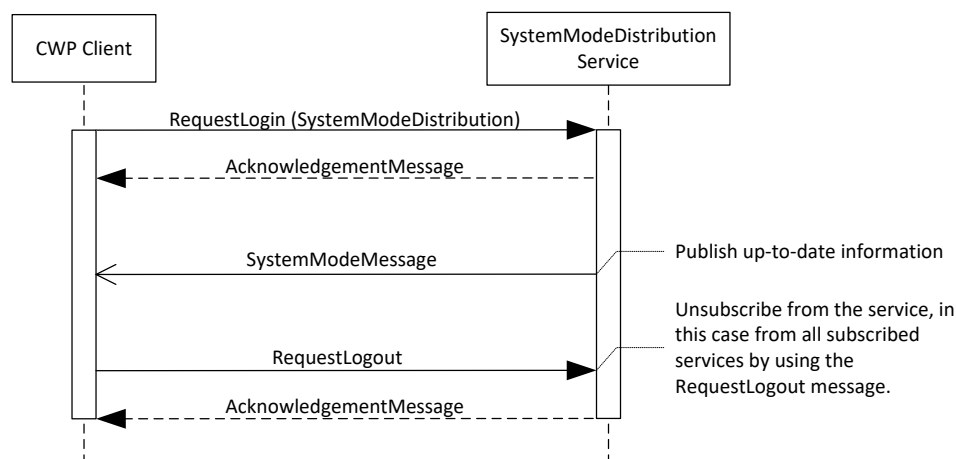 CWP Client
SystemModeDistribution
Service
RequestLogin (SystemModeDistribution)
AcknowledgementMessage
SystemModeMessage
Publish up-to-date information
Unsubscribe from the service, in
this case from all subscribed
services by using the
RequestLogout message.
RequestLogout
AcknowledgementMessage